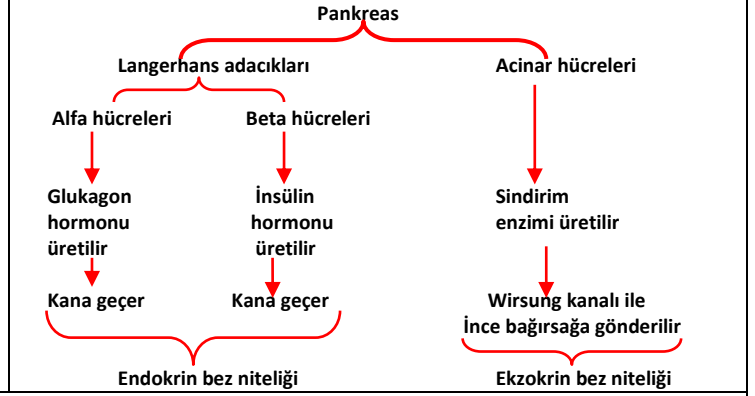 Pankreas
Langerhans adacıkları
Acinar hücreleri
Alfa hücreleri
Beta hücreleri
Glukagon
hormonu
üretilir
İnsülin
hormonu
üretilir
Sindirim
enzimi üretilir
Kana geçer
Kana geçer
Wirsung kanalı ile
İnce bağırsağa gönderilir
Endokrin bez niteliği
Ekzokrin bez niteliği